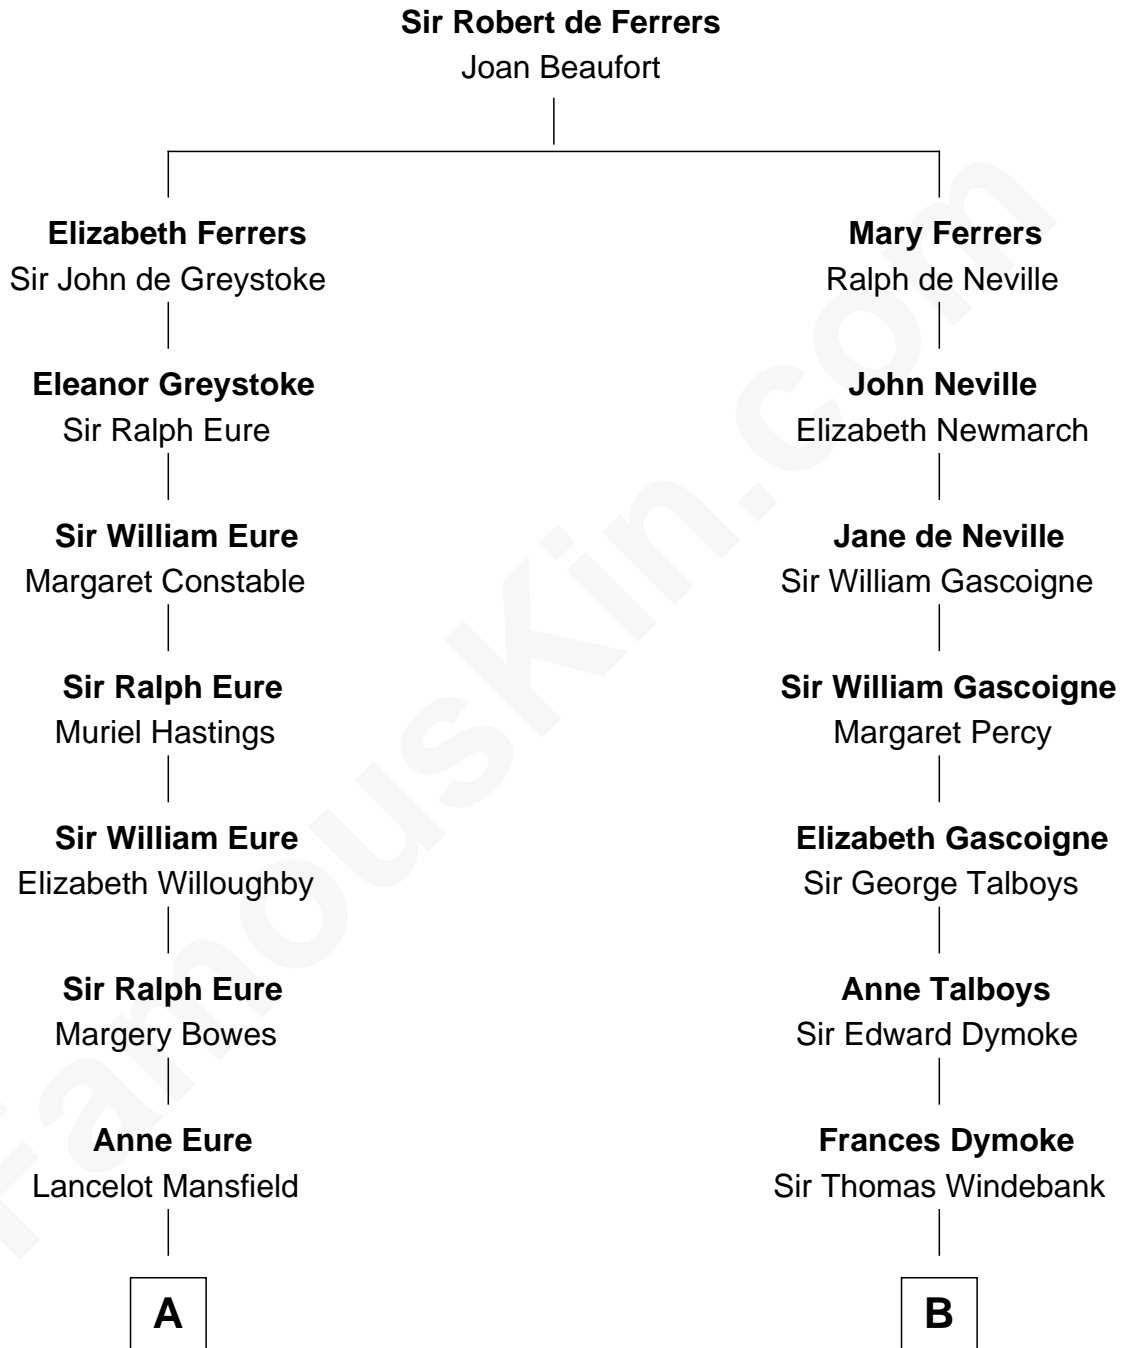 Sir Robert de Ferrers
Joan Beaufort
Elizabeth Ferrers
Sir John de Greystoke
Mary Ferrers
Ralph de Neville
Eleanor Greystoke
Sir Ralph Eure
John Neville
Elizabeth Newmarch
Sir William Eure
Margaret Constable
Jane de Neville
Sir William Gascoigne
Sir Ralph Eure
Muriel Hastings
Sir William Gascoigne
Margaret Percy
Sir William Eure
Elizabeth Willoughby
Elizabeth Gascoigne
Sir George Talboys
Sir Ralph Eure
Margery Bowes
Anne Talboys
Sir Edward Dymoke
Anne Eure
Lancelot Mansfield
Frances Dymoke
Sir Thomas Windebank
A
B
FamousKin.com